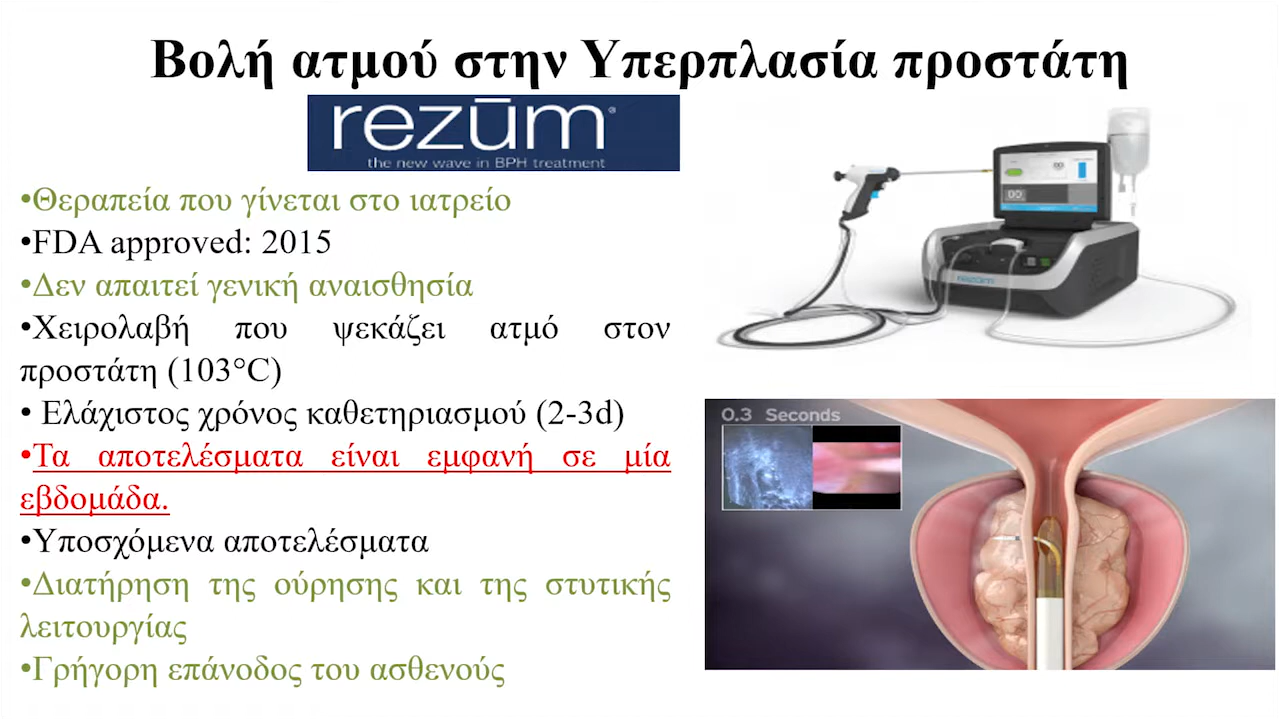 Βολή ατμού στην Υπερπλασία προστάτη
rezūm®
the new wave in BPH treatment
•Θεραπεία που γίνεται στο ιατρείο
•FDA approved: 2015
•Δεν απαιτεί γενική αναισθησία
•Χειρολαβή που ψεκάζει ατμό στον
προστάτη (103°C)
• Ελάχιστος χρόνος καθετηριασμού (2-3d)
•Τα αποτελέσματα είναι εμφανή σε μία
εβδομάδα.
•Υποσχόμενα αποτελέσματα
•Διατήρηση της ούρησης και της στυτικής
λειτουργίας
•Γρήγορη επάνοδος του ασθενούς
00
rezūm
0.3 Seconds